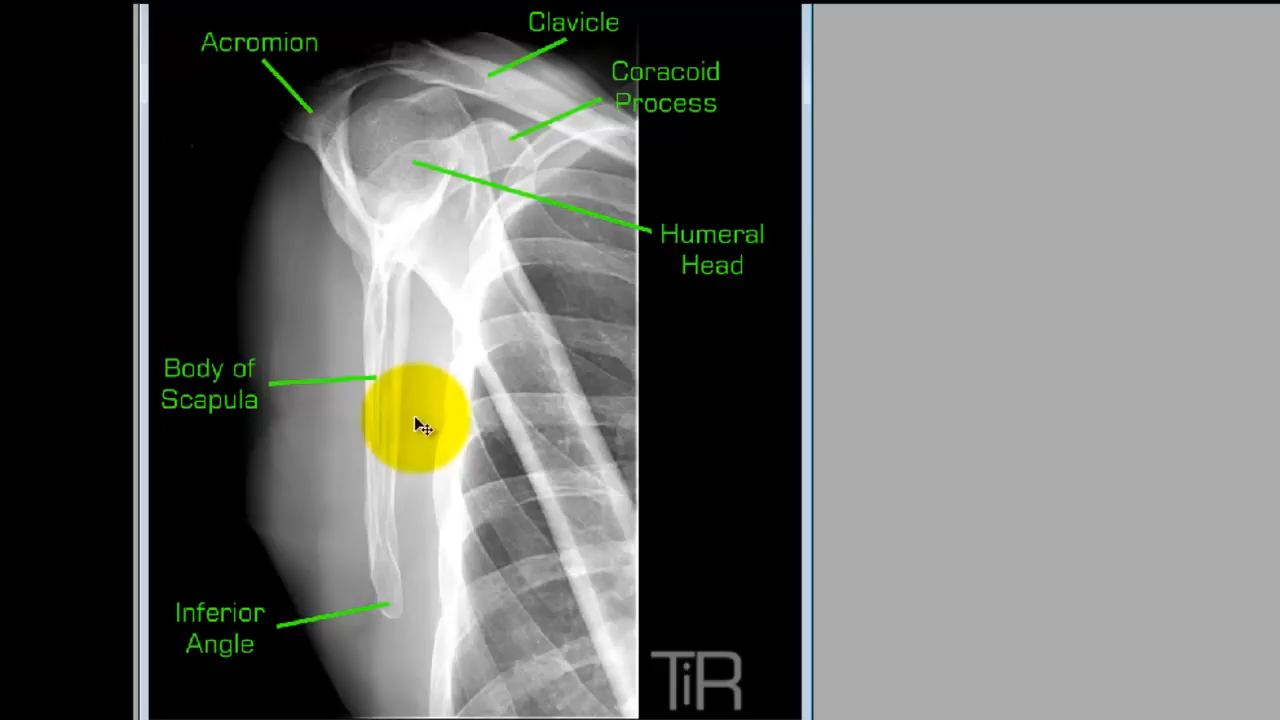 Clavicle
Acromion
Coracoid
Process
Humeral
Head
Body of
Scapula
Inferior
Angle
TiR